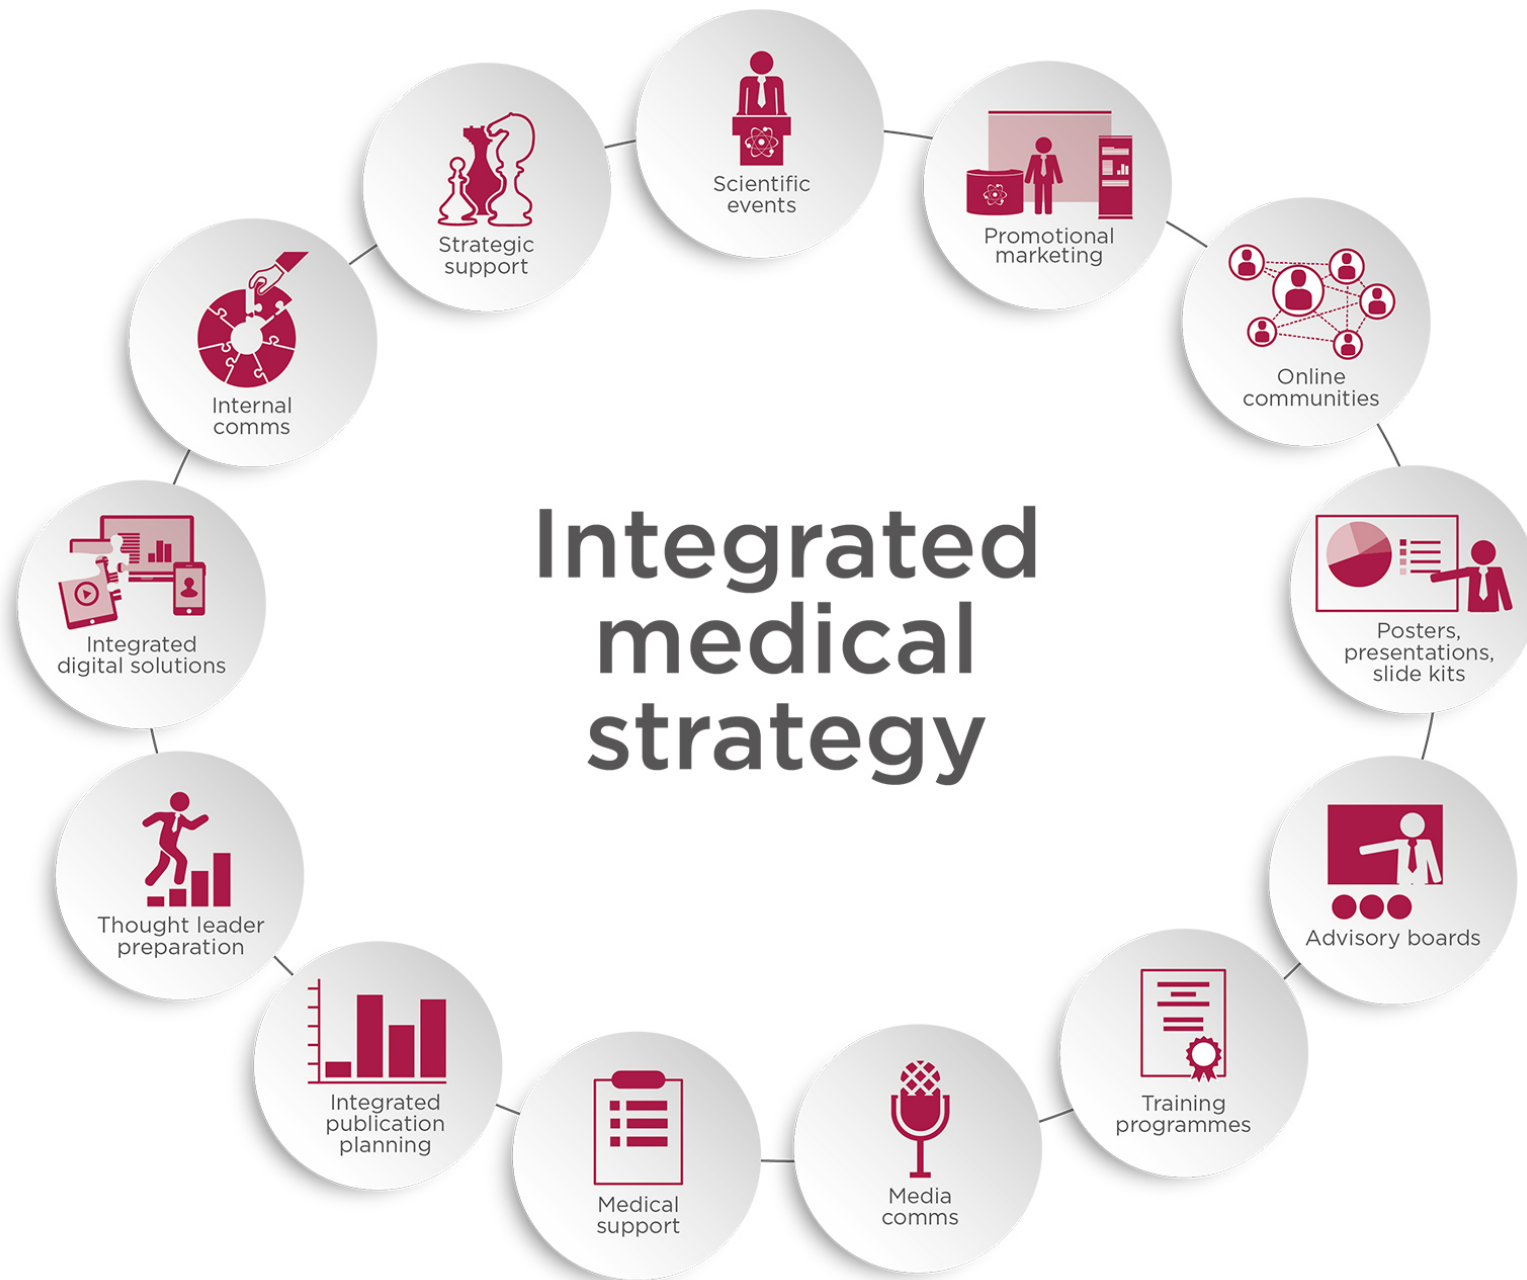 Scientific
events
Promotional
marketing
Online
communities
Posters,
presentations,
slide kits
Advisory boards
Training
programmes
Media
comms
Medical
support
Integrated
publication
planning
Thought leader
preparation
Integrated
digital solutions
Internal
comms
Strategic
support
Integrated
medical
strategy